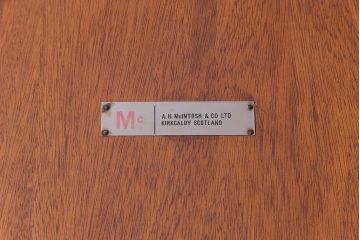 Mc
A.H. McINTOSH & CO LTD
KIRKCALDY SCOTLAND